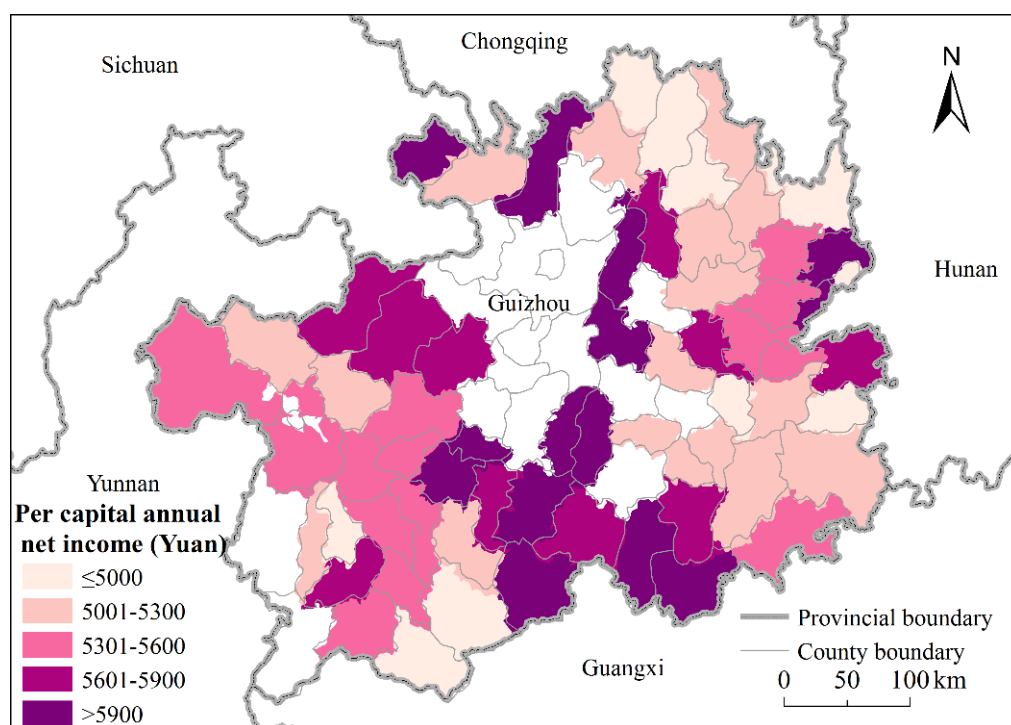 Chongqing
Sichuan
N
Hunan
Guizhou
Yunnan
Per capital annual
net income (Yuan)
≤5000
5001-5300
5301-5600
5601-5900
>5900
Guangxi
Provincial boundary
County boundary
0 50 100 km